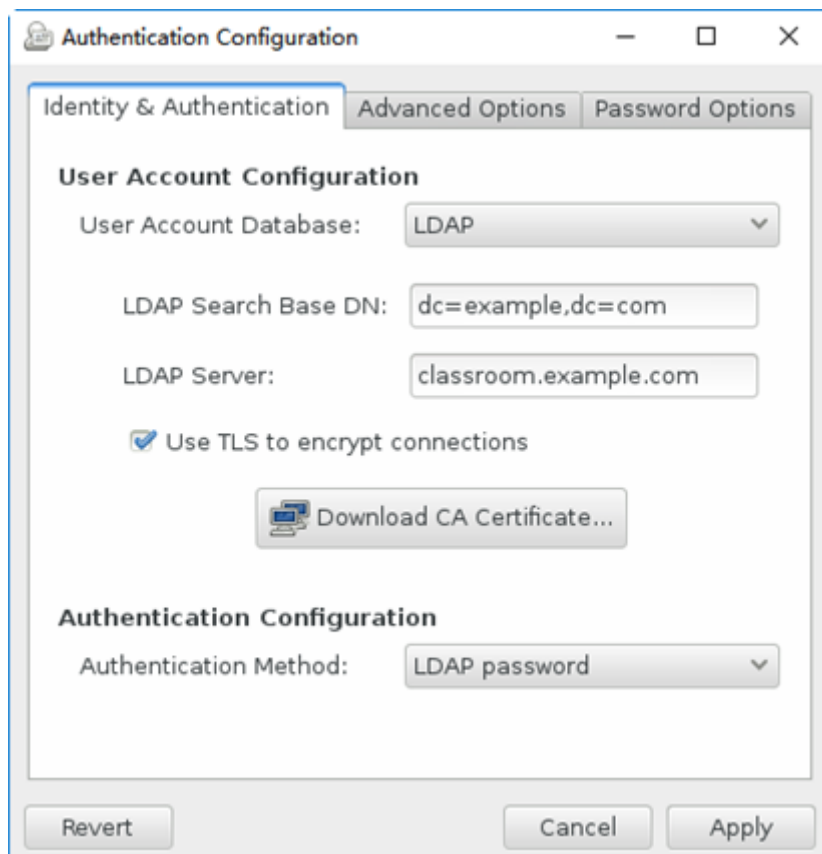 Authentication Configuration
Identity & Authentication Advanced Options Password Options
User Account Configuration
User Account Database: LDAP
LDAP Search Base DN: dc=example,dc=com
LDAP Server: classroom.example.com
Use TLS to encrypt connections
Download CA Certificate...
Authentication Configuration
Authentication Method: LDAP password
Revert Cancel Apply